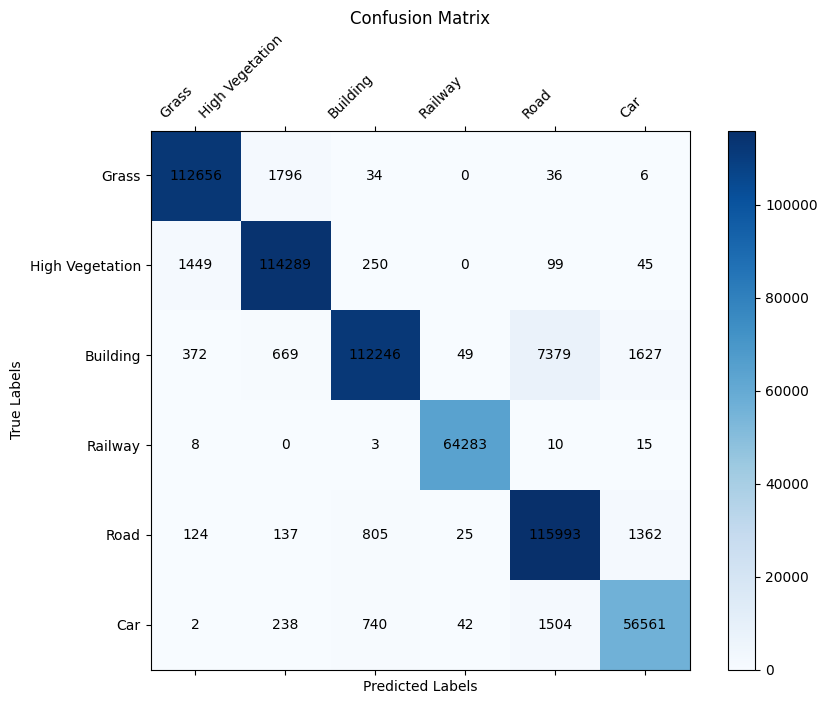 Confusion Matrix
Grass
High Vegetation
Building
Railway
Road
Car
Grass 112656 1796 34 0 36 6
High Vegetation 1449 114289 250 0 99 45
Building 372 669 112246 49 7379 1627
Railway 8 0 3 64283 10 15
Road 124 137 805 25 115993 1362
Car 2 238 740 42 1504 56561
True Labels
Predicted Labels
100000
80000
60000
40000
20000
0